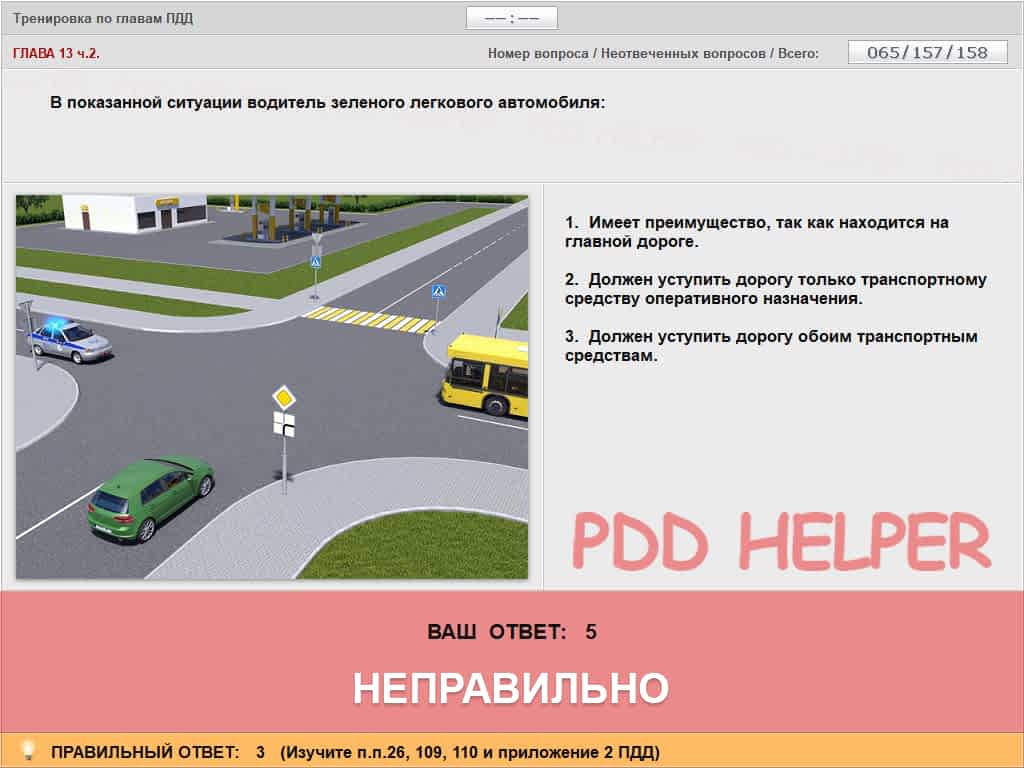 Тренировка по главам ПДД
—— : ——
ГЛАВА 13 ч.2.
Номер вопроса / Неотвеченных вопросов / Всего:
065/157/158
В показанной ситуации водитель зеленого легкового автомобиля:
1. Имеет преимущество, так как находится на
главной дороге.
2. Должен уступить дорогу только транспортному
средству оперативного назначения.
3. Должен уступить дорогу обоим транспортным
средствам.
PDD HELPER
ВАШ ОТВЕТ: 5
НЕПРАВИЛЬНО
ПРАВИЛЬНЫЙ ОТВЕТ: 3 (Изучите п.п.26, 109, 110 и приложение 2 ПДД)